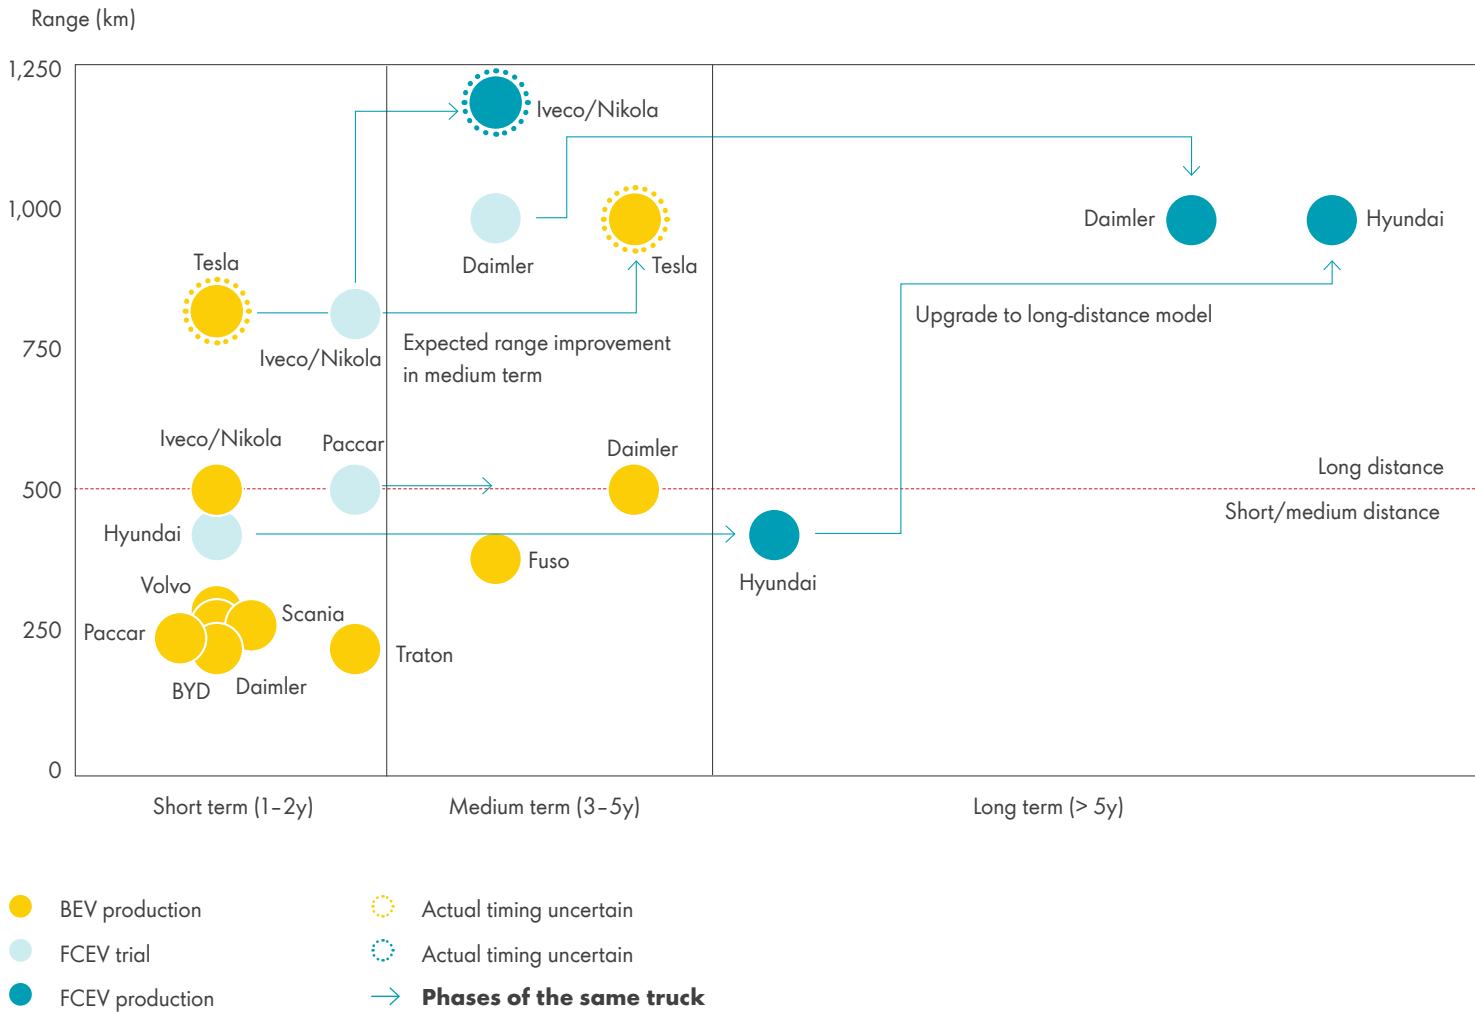 Range (km)
1,250
Iveco/Nikola
1,000
Daimler
Hyundai
Tesla
Daimler
Tesla
Upgrade to long-distance model
750
Iveco/Nikola
Expected range improvement
in medium term
Iveco/Nikola
Paccar
Daimler
Long distance
500
Short/medium distance
Hyundai
Fuso
Hyundai
Volvo
Scania
250
Paccar
Traton
BYD
Daimler
0
Short term (1–2y)
Medium term (3–5y)
Long term (> 5y)
BEV production
Actual timing uncertain
FCEV trial
Actual timing uncertain
FCEV production
Phases of the same truck